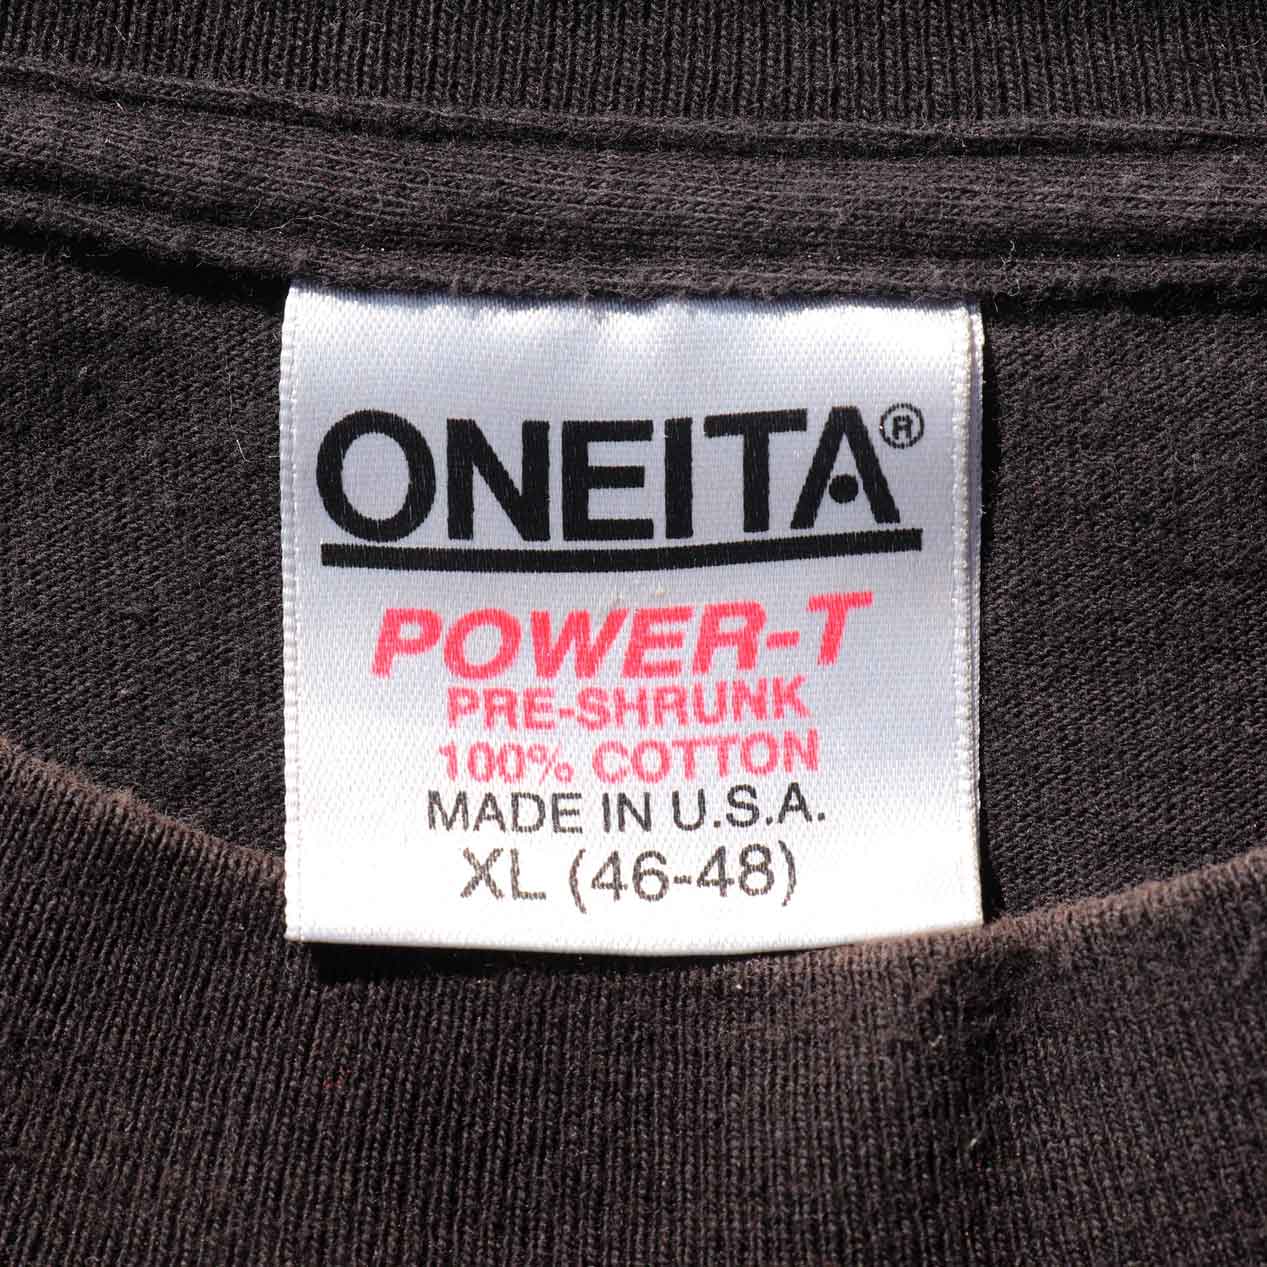 ONEITA®
POWER-T
PRE-SHRUNK
100% COTTON
MADE IN U.S.A.
XL (46-48)